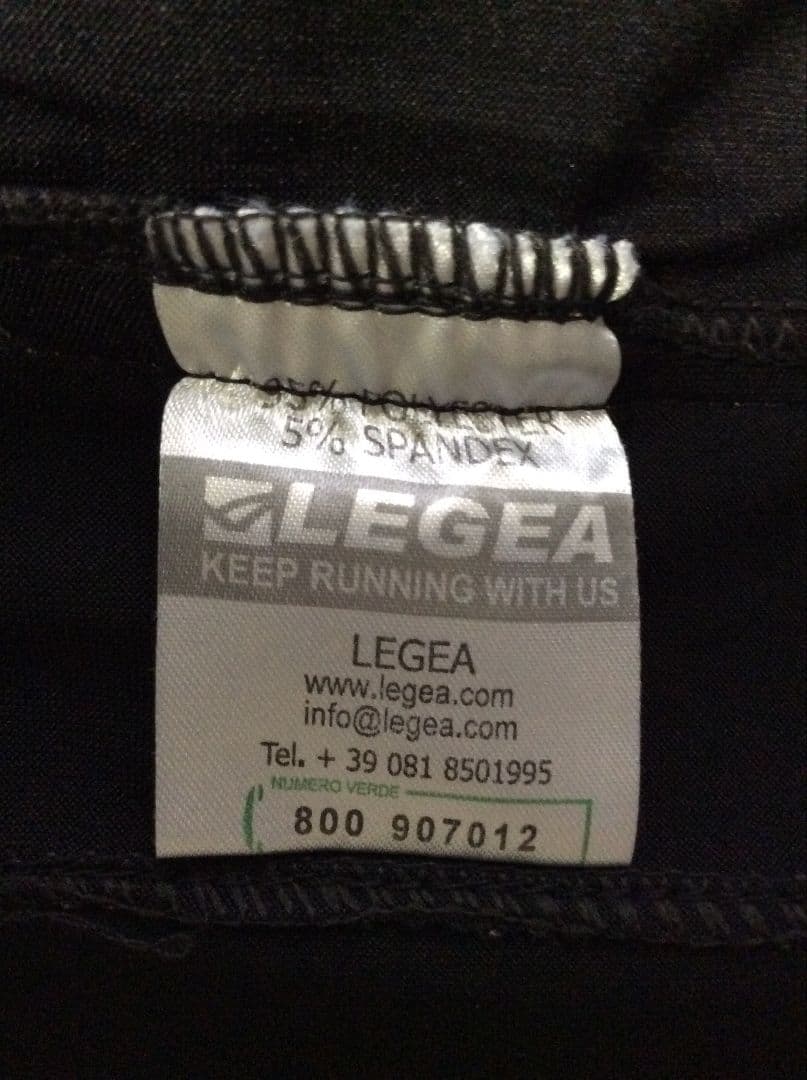 95% POLYESTER
5% SPANDEX
LEGEA
KEEP RUNNING WITH US
LEGEA
www.legea.com
info@legea.com
Tel. + 39 081 8501995
NUMERO VERDE
800 907012